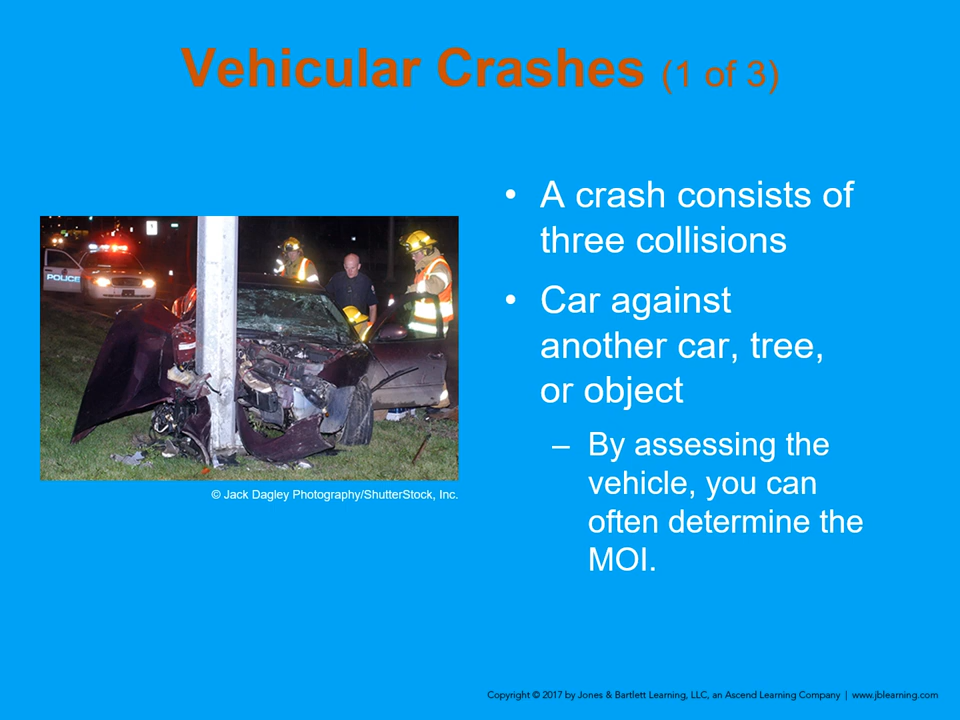 Vehicular Crashes (1 of 3)
• A crash consists of
three collisions
• Car against
another car, tree,
or object
– By assessing the
vehicle, you can
often determine the
MOI.
POLICE
© Jack Dagley Photography/ShutterStock, Inc.
Copyright © 2017 by Jones & Bartlett Learning, LLC, an Ascend Learning Company | www.jblearning.com